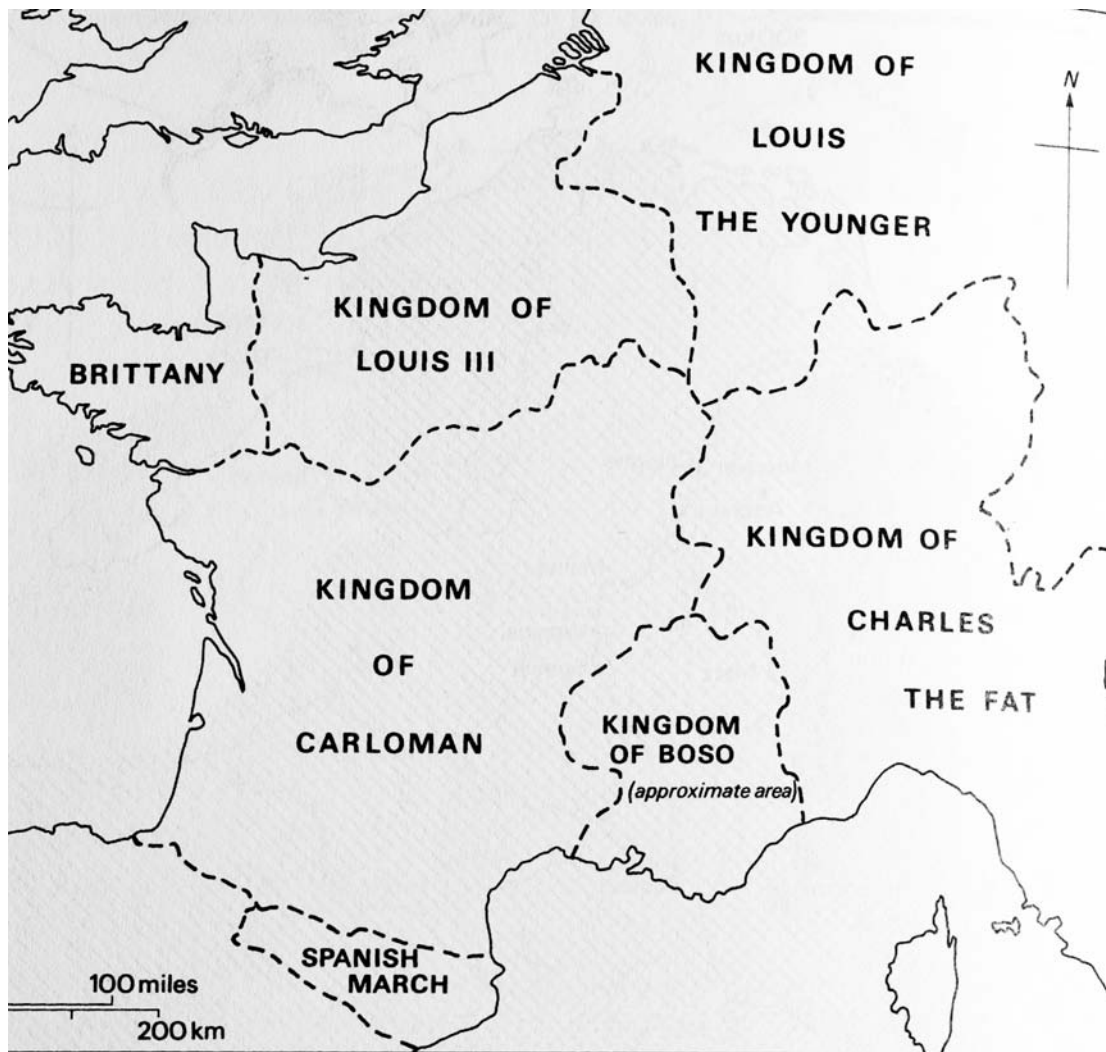 KINGDOM OF
LOUIS
THE YOUNGER
N
KINGDOM OF
LOUIS III
BRITTANY
KINGDOM OF
CHARLES
THE FAT
KINGDOM
OF
CARLOMAN
KINGDOM
OF BOSO
(approximate area)
SPANISH
MARCH
100 miles
200 km